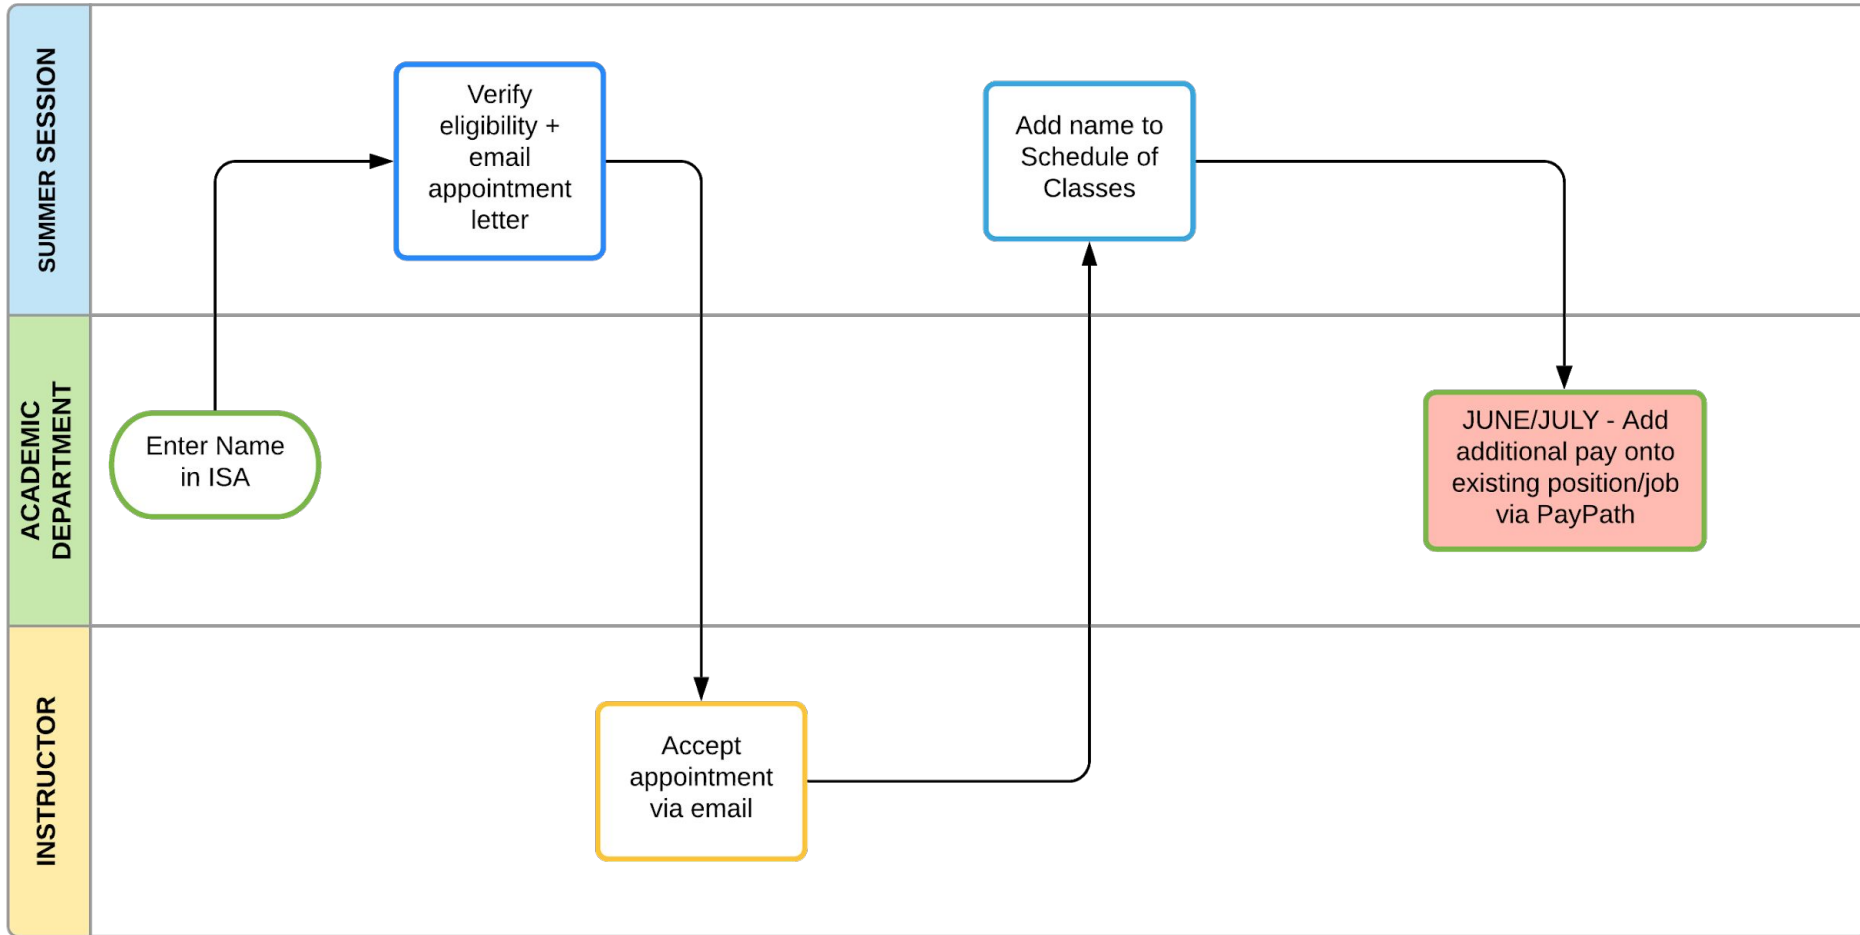 SUMMER SESSION
Verify
eligibility +
email
appointment
letter
Add name to
Schedule of
Classes
ACADEMIC
DEPARTMENT
Enter Name
in ISA
JUNE/JULY - Add
additional pay onto
existing position/job
via PayPath
INSTRUCTOR
Accept
appointment
via email